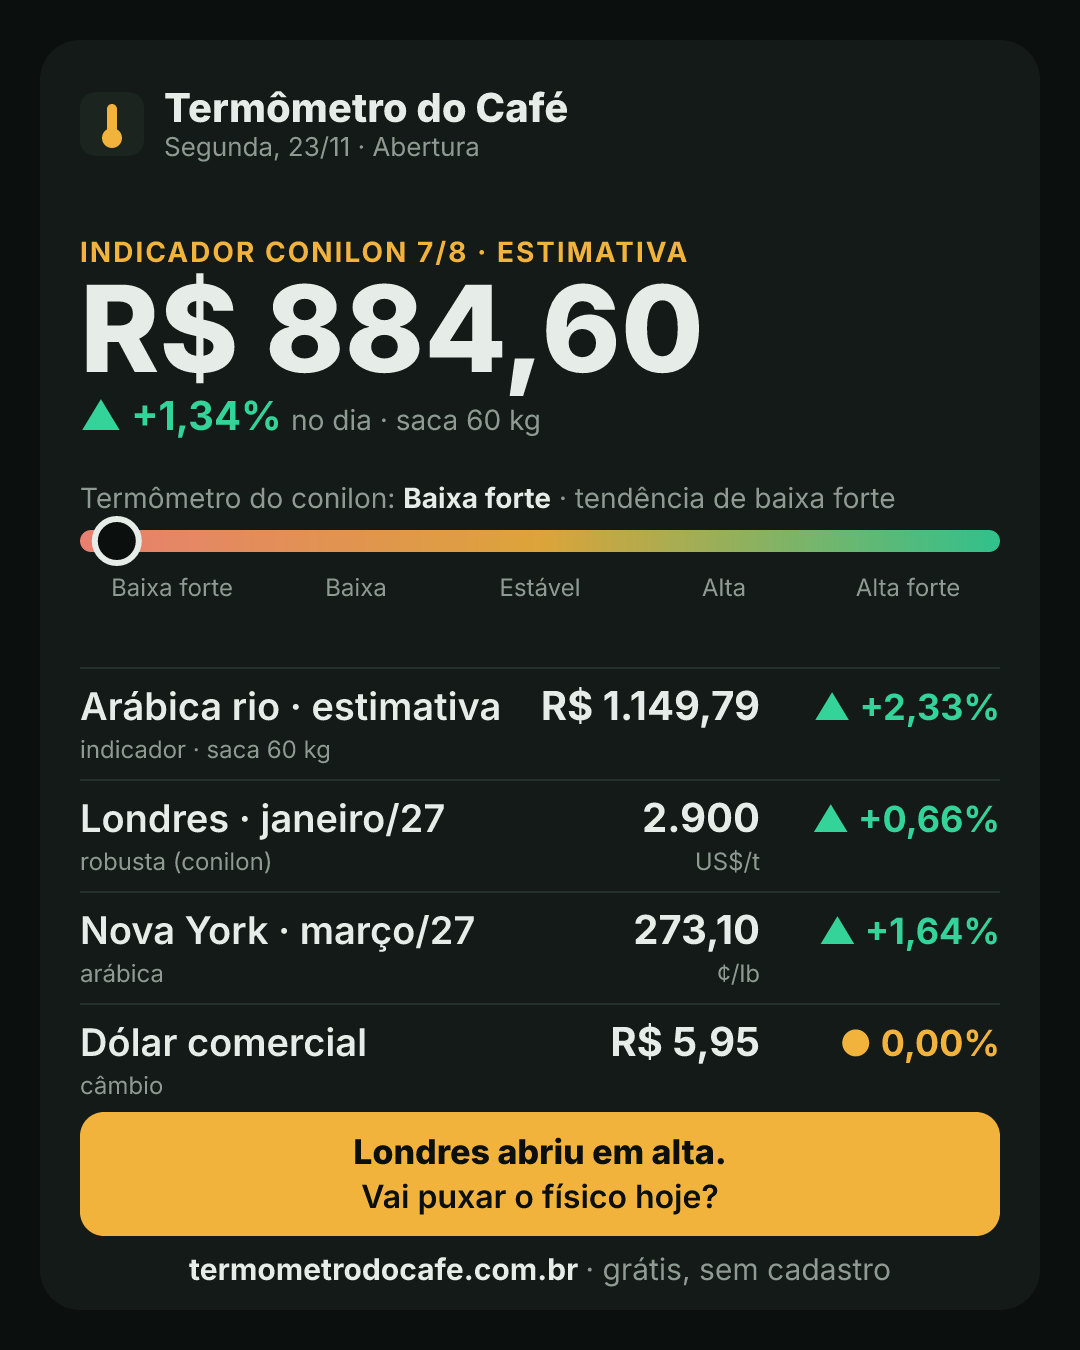 Termômetro do Café
Segunda, 23/11 · Abertura
INDICADOR CONILON 7/8 · ESTIMATIVA
R$ 884,60
▲ +1,34% no dia · saca 60 kg
Termômetro do conilon: Baixa forte · tendência de baixa forte
Baixa forte Baixa Estável Alta Alta forte
Arábica rio · estimativa R$ 1.149,79 ▲ +2,33%
indicador · saca 60 kg
Londres · janeiro/27 2.900 ▲ +0,66%
robusta (conilon) US$/t
Nova York · março/27 273,10 ▲ +1,64%
arábica ¢/lb
Dólar comercial R$ 5,95 ● 0,00%
câmbio
Londres abriu em alta.
Vai puxar o físico hoje?
termometrodocafe.com.br · grátis, sem cadastro